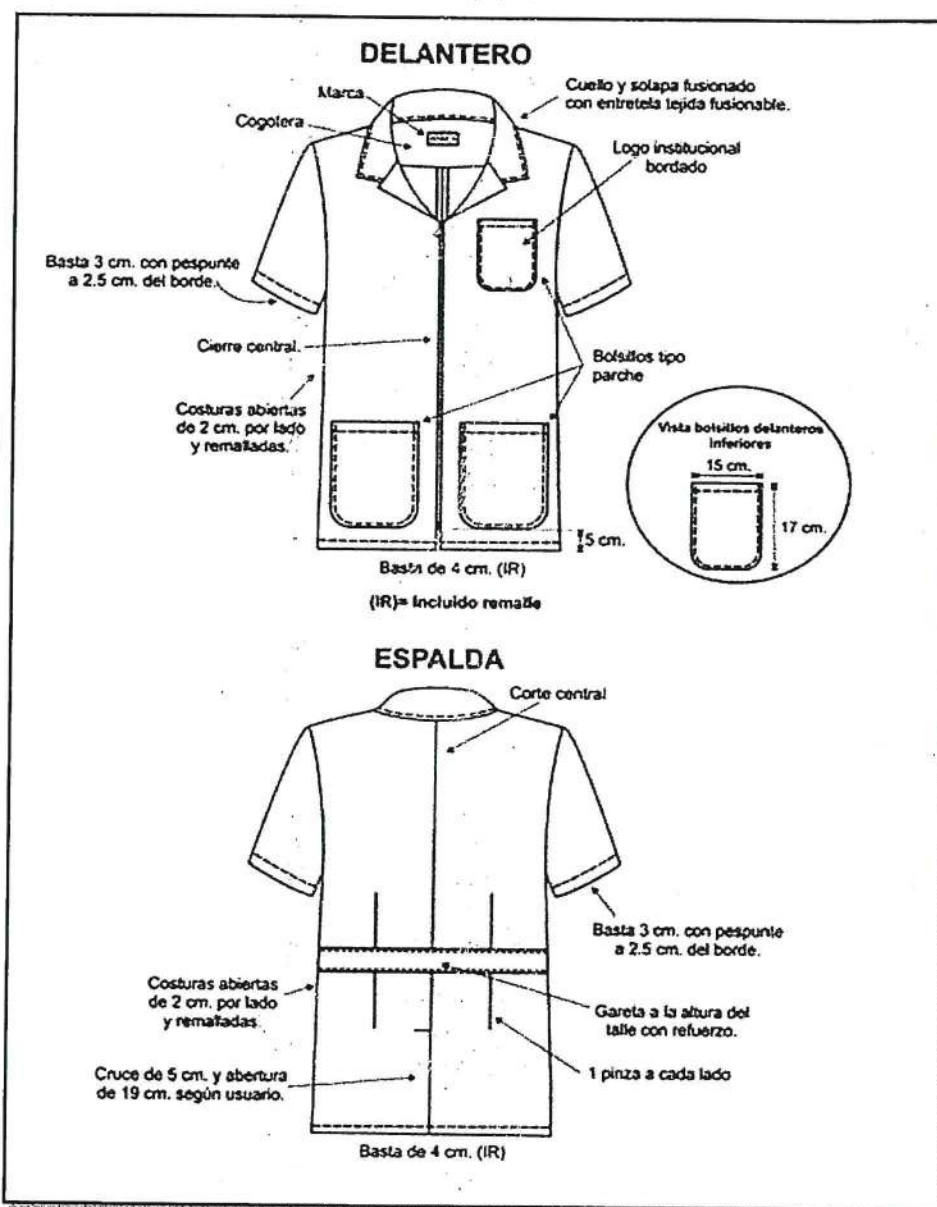 DELANTERO
Marca
Cogotera
Cuello y solapa fusionado
con entretela tejida fusionable.
Logo institucional
bordado
Basta 3 cm. con pespunte
a 2.5 cm. del borde.
Cierre central.
Bolsillos tipo
parche
Costuras abiertas
de 2 cm. por lado
y remalladas.
Vista bolsillos delanteros
inferiores
15 cm.
17 cm.
5 cm.
Basta de 4 cm. (IR)
(IR)= Incluido remalle
ESPALDA
Corte central
Basta 3 cm. con pespunte
a 2.5 cm. del borde.
Costuras abiertas
de 2 cm. por lado
y remalladas.
Gareta a la altura del
talle con refuerzo.
Cruce de 5 cm. y abertura
de 19 cm. según usuario.
1 pinza a cada lado
Basta de 4 cm. (IR)